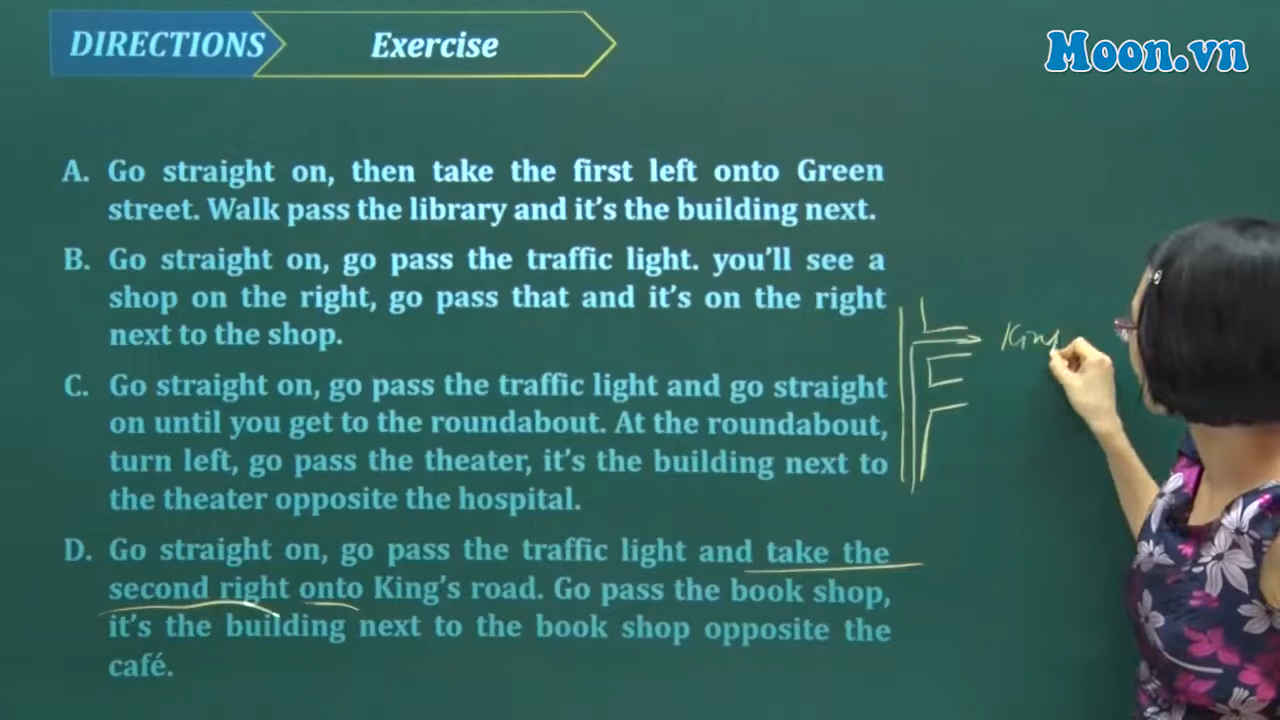 DIRECTIONS Exercise
Moon.vn
A. Go straight on, then take the first left onto Green
street. Walk pass the library and it's the building next.
B. Go straight on, go pass the traffic light. you'll see a
shop on the right, go pass that and it's on the right
next to the shop.
C. Go straight on, go pass the traffic light and go straight
on until you get to the roundabout. At the roundabout,
turn left, go pass the theater, it's the building next to
the theater opposite the hospital.
D. Go straight on, go pass the traffic light and take the
second right onto King's road. Go pass the book shop,
it's the building next to the book shop opposite the
café.
King